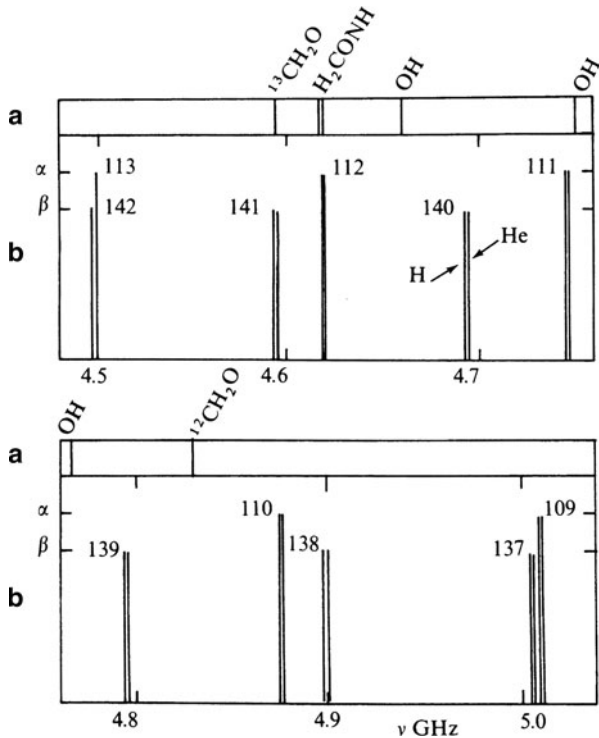 ¹³CH₂O H₂CONH OH OH
a
α 113 112 111
β 142 141 140
b H He
4.5 4.6 4.7
OH ¹²CH₂O
a
α 110 109
β 139 138 137
b
4.8 4.9 ν GHz 5.0